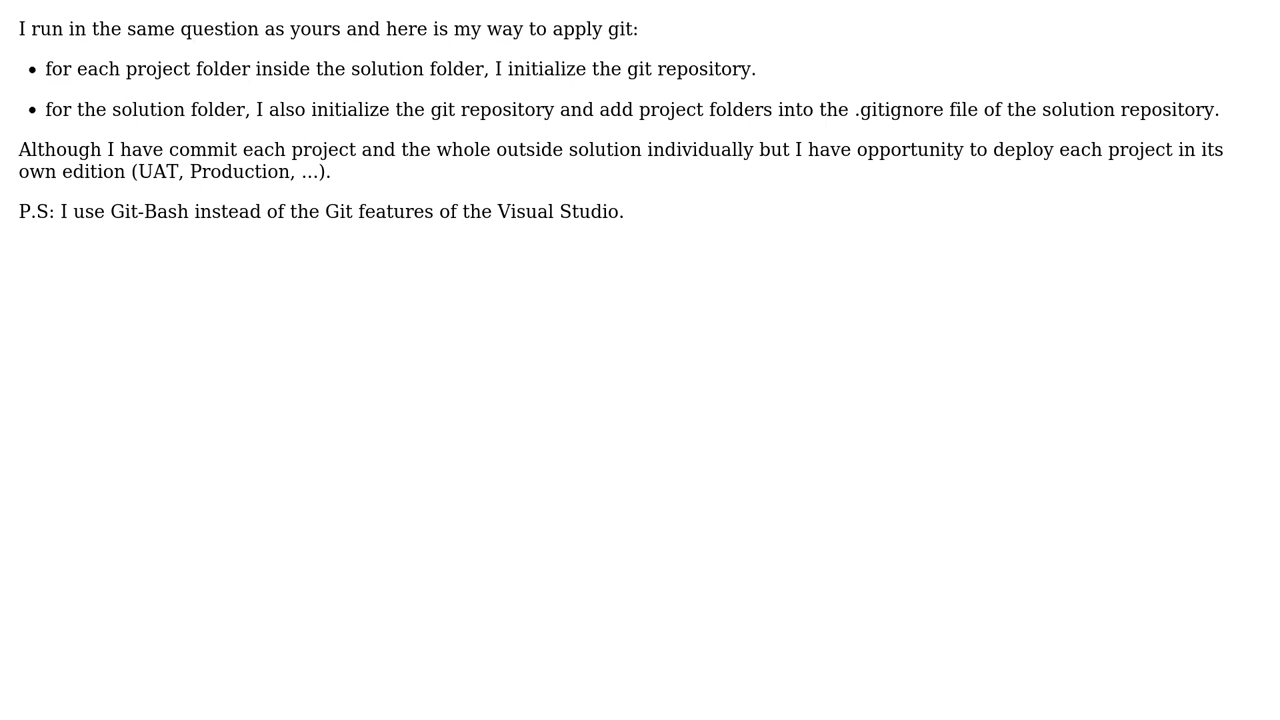 I run in the same question as yours and here is my way to apply git:
• for each project folder inside the solution folder, I initialize the git repository.
• for the solution folder, I also initialize the git repository and add project folders into the .gitignore file of the solution repository.
Although I have commit each project and the whole outside solution individually but I have opportunity to deploy each project in its
own edition (UAT, Production, ...).
P.S: I use Git-Bash instead of the Git features of the Visual Studio.